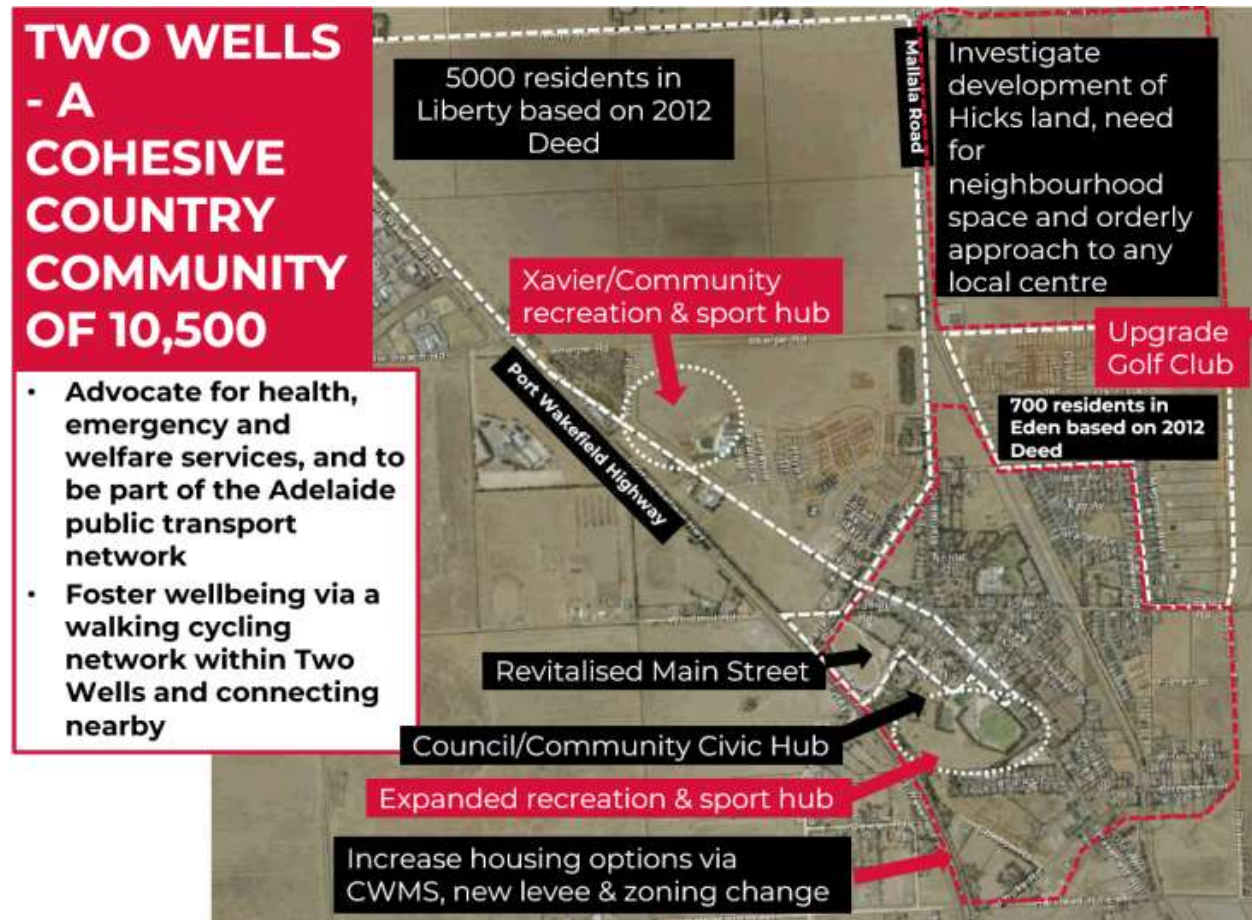 TWO WELLS
- A
COHESIVE
COUNTRY
COMMUNITY
OF 10,500
• Advocate for health,
emergency and
welfare services, and to
be part of the Adelaide
public transport
network
• Foster wellbeing via a
walking cycling
network within Two
Wells and connecting
nearby
5000 residents in
Liberty based on 2012
Deed
Mallala Road
Investigate
development of
Hicks land, need
for
neighbourhood
space and orderly
approach to any
local centre
Xavier/Community
recreation & sport hub
Upgrade
Golf Club
Port Wakefield Highway
700 residents in
Eden based on 2012
Deed
Revitalised Main Street
Council/Community Civic Hub
Expanded recreation & sport hub
Increase housing options via
CWMS, new levee & zoning change